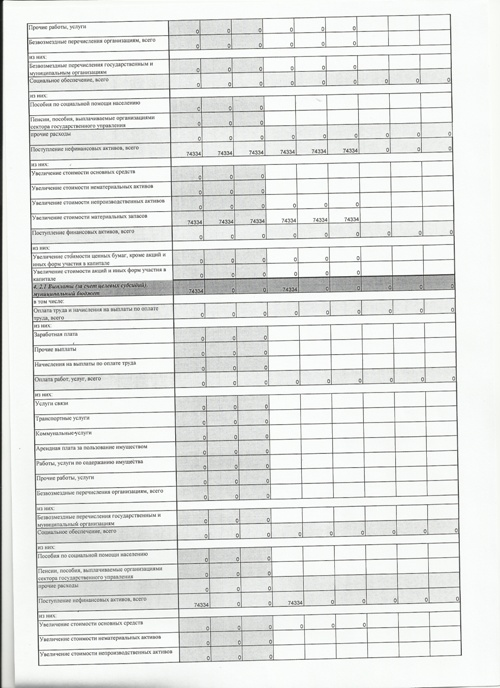 Прочие работы, услуги 0 0 0
Безвозмездные перечисления организациям, всего 0 0 0 0 0 0
из них:
Безвозмездные перечисления государственным и
муниципальным организациям 0 0 0 0 0 0
Социальное обеспечение, всего 0 0 0 0 0 0 0 0 0
из них:
Пособия по социальной помощи населению 0 0 0
Пенсии, пособия, выплачиваемые организациями
сектора государственного управления 0 0 0
прочие расходы 0 0 0 0 0 0 0 0 0
Поступление нефинансовых активов, всего 74334 74334 74334 74334 74334 74334 0 0 0
из них:
Увеличение стоимости основных средств 0 0 0
Увеличение стоимости нематериальных активов 0 0 0
Увеличение стоимости непроизводственных активов 0 0 0 0 0 0
Увеличение стоимости материальных запасов 74334 74334 74334 74334 74334 74334
Поступление финансовых активов, всего 0 0 0 0 0 0 0 0 0
из них:
Увеличение стоимости ценных бумаг, кроме акций и
иных форм участия в капитале 0 0 0
Увеличение стоимости акций и иных форм участия в
капитале 0 0 0
4.2.1 Выплаты (за счет целевых субсидий),
муниципальный бюджет 74334 0 0 74334 0 0 0 0 0
в том числе:
Оплата труда и начисления на выплаты по оплате
труда, всего 0 0 0 0 0 0 0 0 0
из них:
Заработная плата 0 0 0
Прочие выплаты 0 0 0
Начисления на выплаты по оплате труда 0 0 0
Оплата работ, услуг, всего 0 0 0 0 0 0 0 0 0
из них:
Услуги связи 0 0 0
Транспортные услуги 0 0 0
Коммунальные услуги 0 0 0
Арендная плата за пользование имуществом 0 0 0
Работы, услуги по содержанию имущества 0 0 0
Прочие работы, услуги 0 0 0
Безвозмездные перечисления организациям, всего 0 0 0
из них:
Безвозмездные перечисления государственным и
муниципальный организациям 0 0 0
Социальное обеспечение, всего 0 0 0 0 0 0 0 0 0
из них:
Пособия по социальной помощи населению 0 0 0
Пенсии, пособия, выплачиваемые организациями
сектора государственного управления 0 0 0
прочие расходы 0 0 0
Поступление нефинансовых активов, всего 74334 0 0 74334 0 0 0 0 0
из них:
Увеличение стоимости основных средств 0 0 0 0 0 0
Увеличение стоимости нематериальных активов 0 0 0
Увеличение стоимости непроизводственных активов 0 0 0